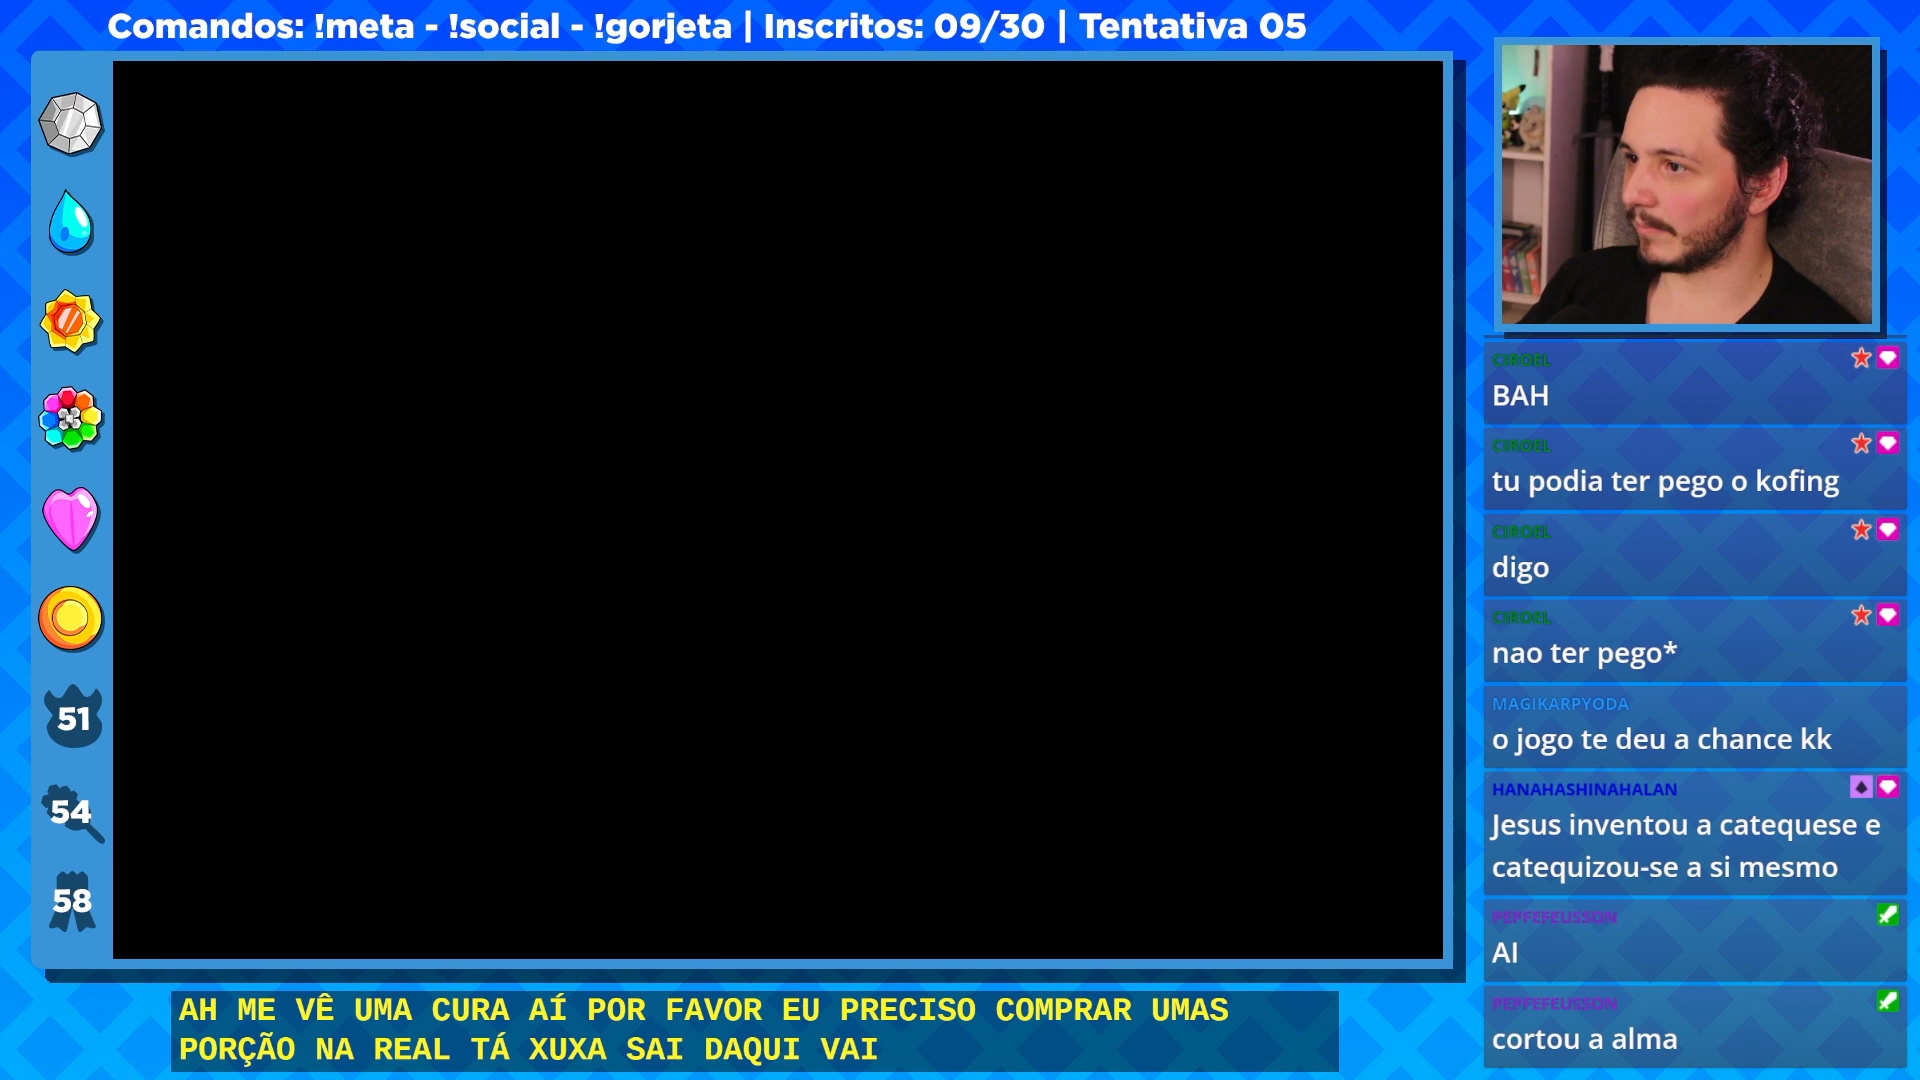 Comandos: !meta - !social - !gorjeta | Inscritos: 09/30 | Tentativa 05
51
54
58
CIROEL
BAH
CIROEL
tu podia ter pego o kofing
CIROEL
digo
CIROEL
nao ter pego*
MAGIKARPYODA
o jogo te deu a chance kk
HANAHASHINAHALAN
Jesus inventou a catequese e
catequizou-se a si mesmo
PEPFEFEUSSON
AI
PEPFEFEUSSON
cortou a alma
AH ME VÊ UMA CURA AÍ POR FAVOR EU PRECISO COMPRAR UMAS
PORÇÃO NA REAL TÁ XUXA SAI DAQUI VAI